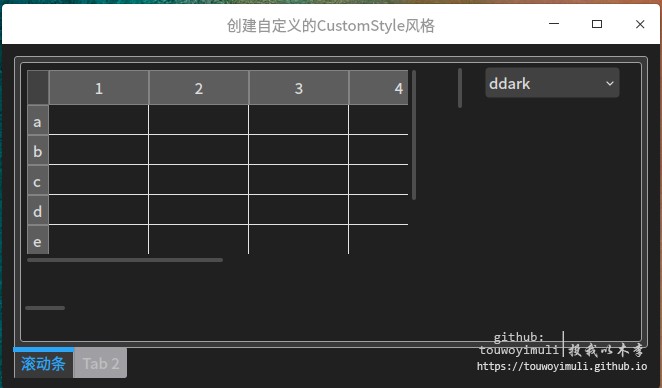 创建自定义的CustomStyle风格
1 2 3 4
ddark
a
b
c
d
e
滚动条 Tab 2
github:
touwoyimuli 投我以木李
https://touwoyimuli.github.io